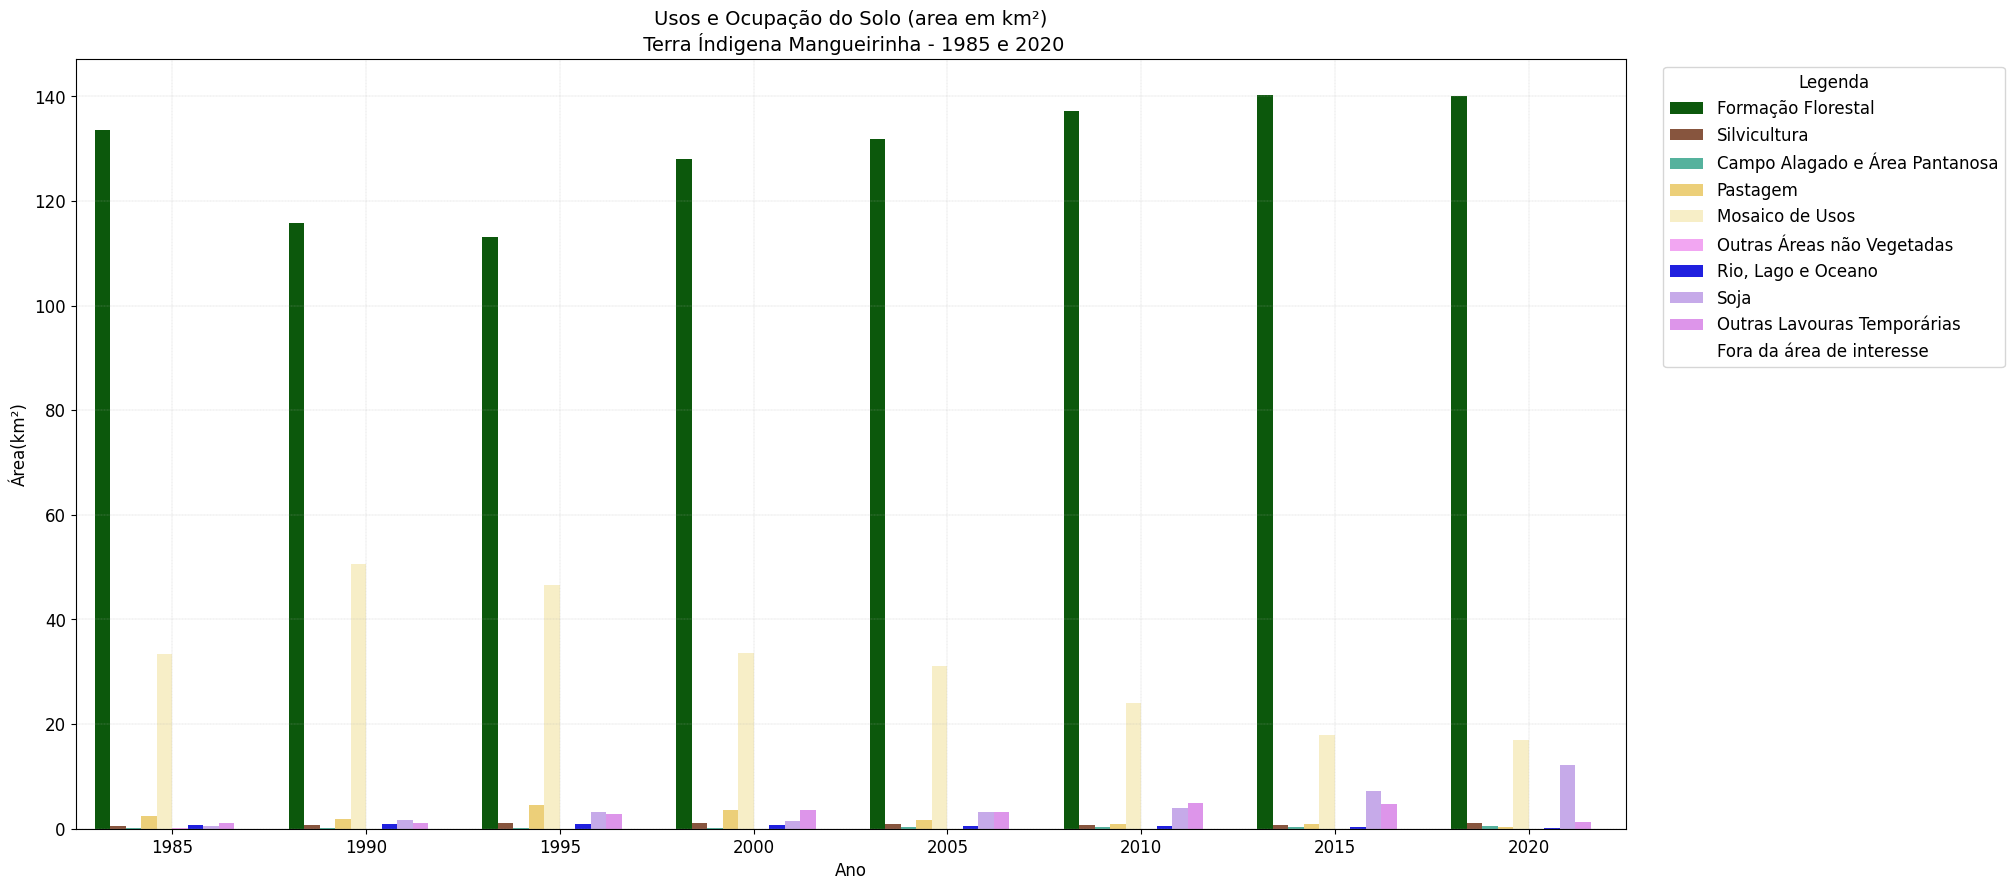 Usos e Ocupação do Solo (area em km²)
Terra Índigena Mangueirinha - 1985 e 2020
140
120
100
80
60
40
20
0
Área(km²)
1985 1990 1995 2000 2005 2010 2015 2020
Ano
Legenda
Formação Florestal
Silvicultura
Campo Alagado e Área Pantanosa
Pastagem
Mosaico de Usos
Outras Áreas não Vegetadas
Rio, Lago e Oceano
Soja
Outras Lavouras Temporárias
Fora da área de interesse